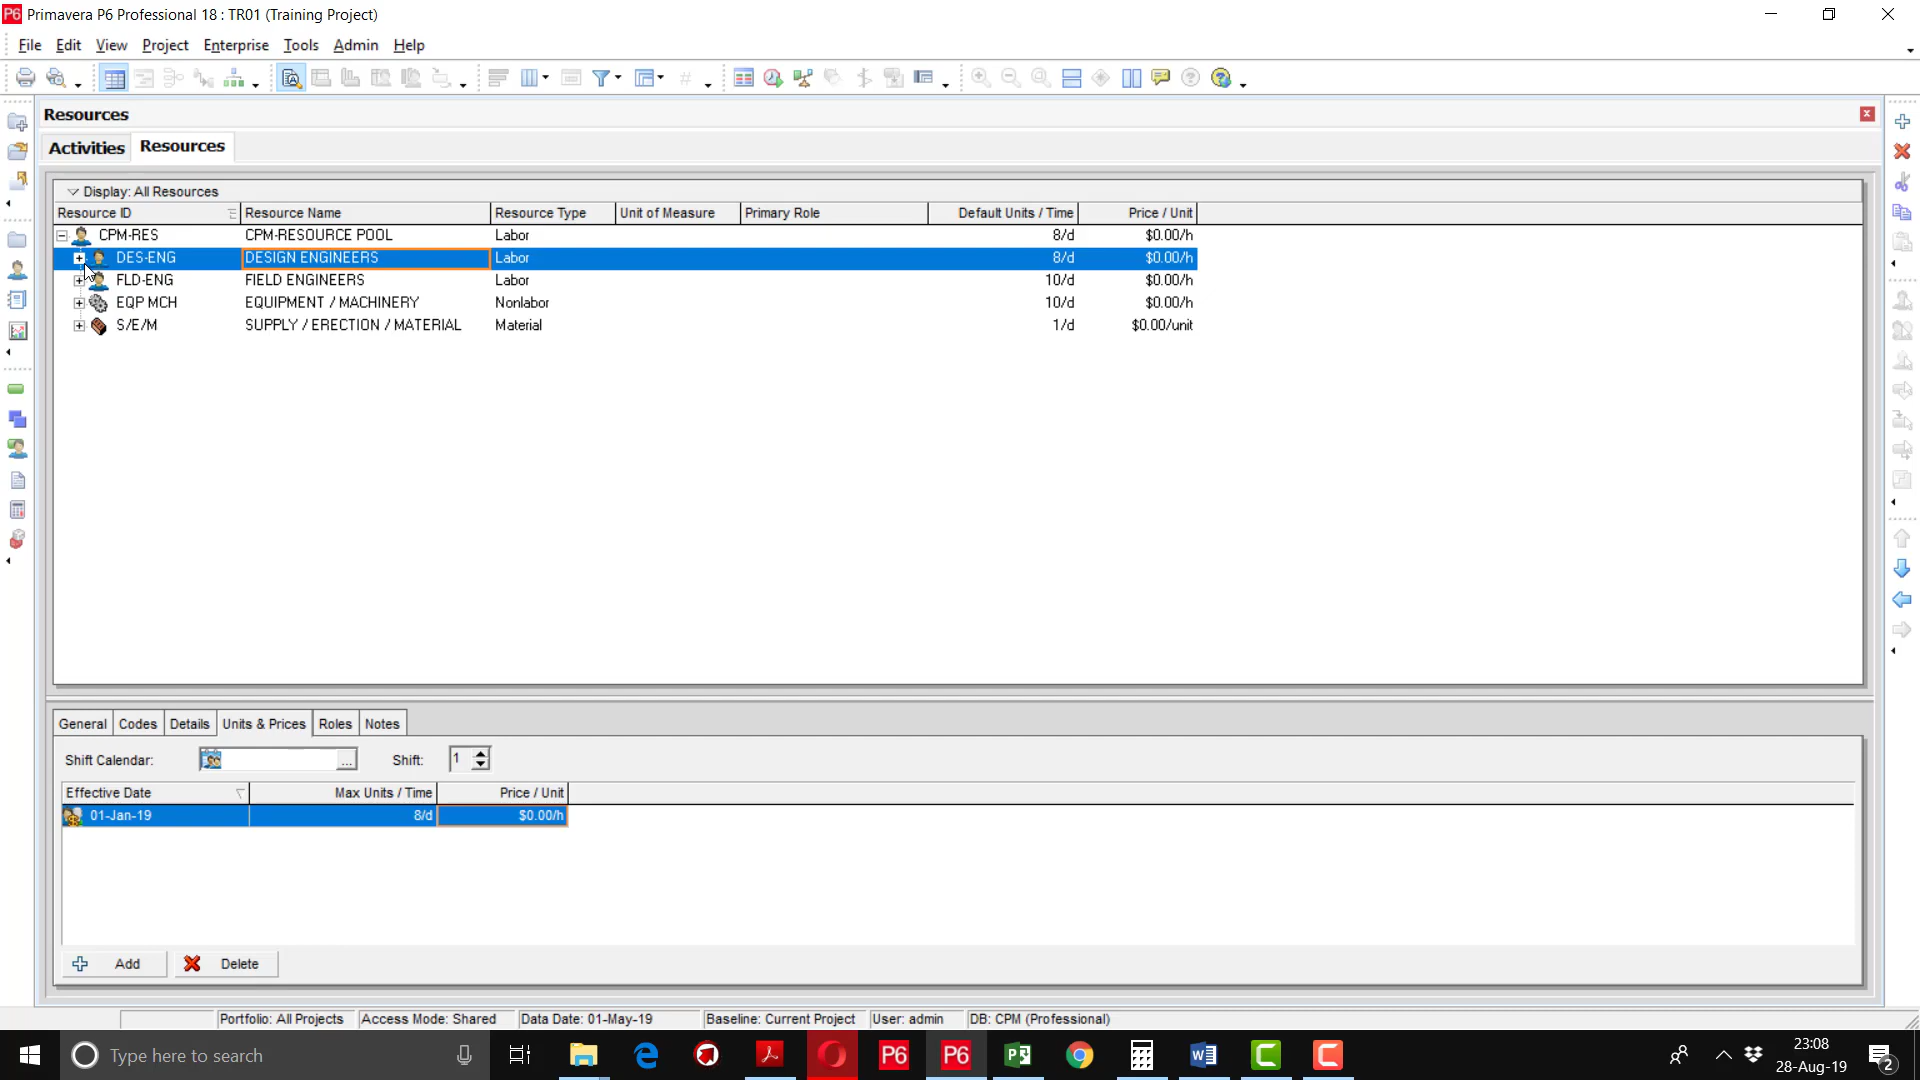 P6 Primavera P6 Professional 18 : TR01 (Training Project)
File Edit View Project Enterprise Tools Admin Help
Resources
Activities Resources
Display: All Resources
Resource ID Resource Name Resource Type Unit of Measure Primary Role Default Units / Time Price / Unit
CPM-RES CPM-RESOURCE POOL Labor 8/d $0.00/h
DES-ENG DESIGN ENGINEERS Labor 8/d $0.00/h
FLD-ENG FIELD ENGINEERS Labor 10/d $0.00/h
EQP MCH EQUIPMENT / MACHINERY Nonlabor 10/d $0.00/h
S/E/M SUPPLY / ERECTION / MATERIAL Material 1/d $0.00/unit
General Codes Details Units & Prices Roles Notes
Shift Calendar: ... Shift: 1
Effective Date Max Units / Time Price / Unit
01-Jan-19 8/d $0.00/h
Add Delete
Portfolio: All Projects Access Mode: Shared Data Date: 01-May-19 Baseline: Current Project User: admin DB: CPM (Professional)
Type here to search P6 P6 23:08
28-Aug-19 2